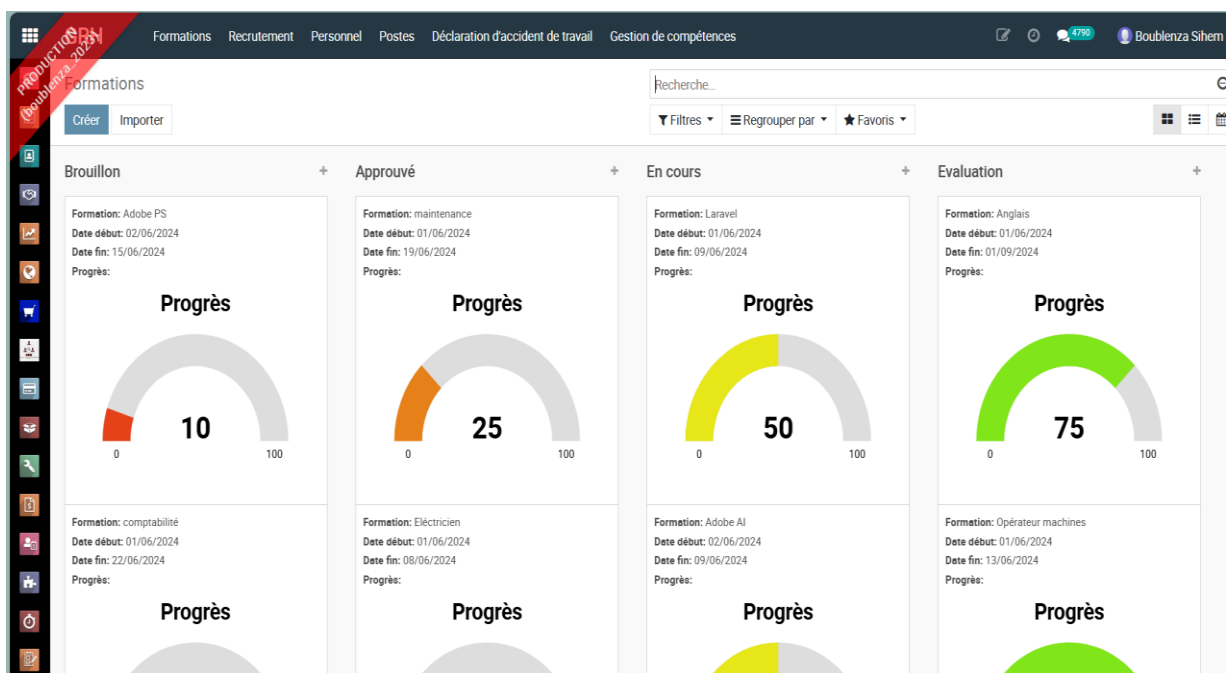 GRH Formations Recrutement Personnel Postes Déclaration d'accident de travail Gestion de compétences 4790 Boublenza Sihem
PRODUCTION
(boublenza_2023)
Formations
Recherche...
Créer Importer Filtres Regrouper par Favoris
Brouillon + Approuvé + En cours + Evaluation +
Formation: Adobe PS
Date début: 02/06/2024
Date fin: 15/06/2024
Progrès:
Progrès
10
0 100
Formation: comptabilité
Date début: 01/06/2024
Date fin: 22/06/2024
Progrès:
Progrès
Formation: maintenance
Date début: 01/06/2024
Date fin: 19/06/2024
Progrès:
Progrès
25
0 100
Formation: Eléctricien
Date début: 01/06/2024
Date fin: 08/06/2024
Progrès:
Progrès
Formation: Laravel
Date début: 01/06/2024
Date fin: 09/06/2024
Progrès:
Progrès
50
0 100
Formation: Adobe AI
Date début: 02/06/2024
Date fin: 09/06/2024
Progrès:
Progrès
Formation: Anglais
Date début: 01/06/2024
Date fin: 01/09/2024
Progrès:
Progrès
75
0 100
Formation: Opérateur machines
Date début: 01/06/2024
Date fin: 13/06/2024
Progrès:
Progrès